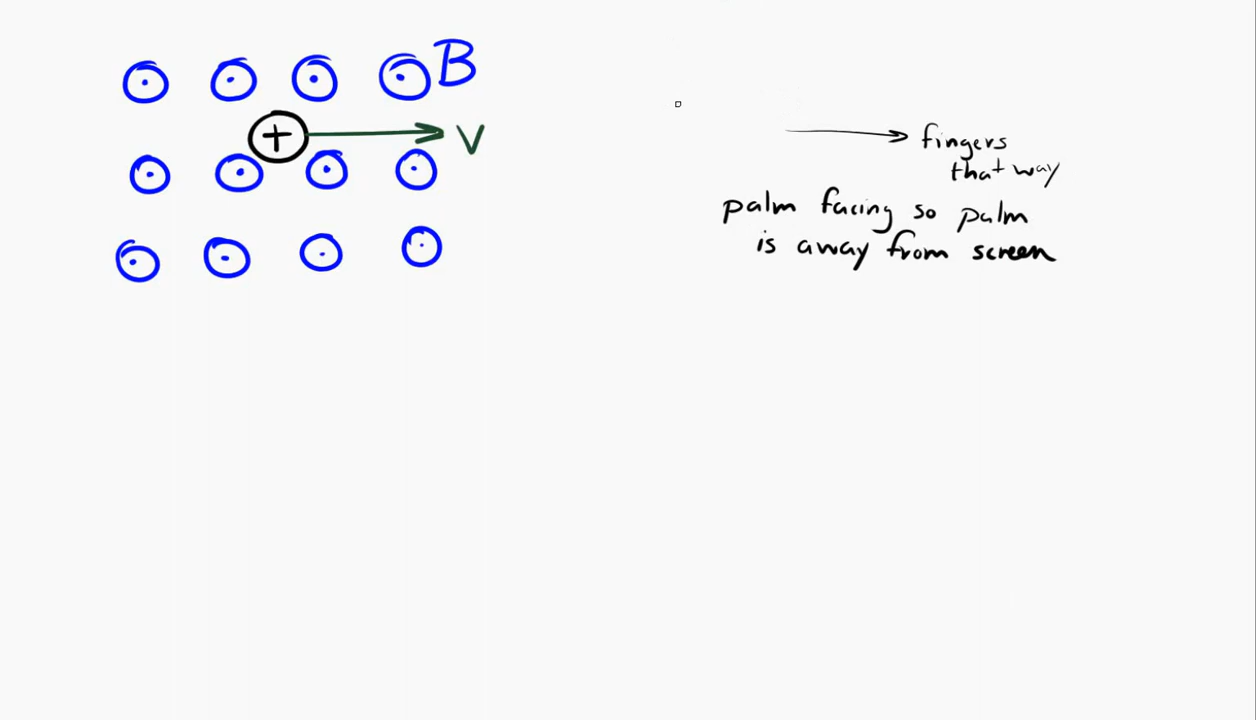 B
+
V
fingers
that way
palm facing so palm
is away from screen